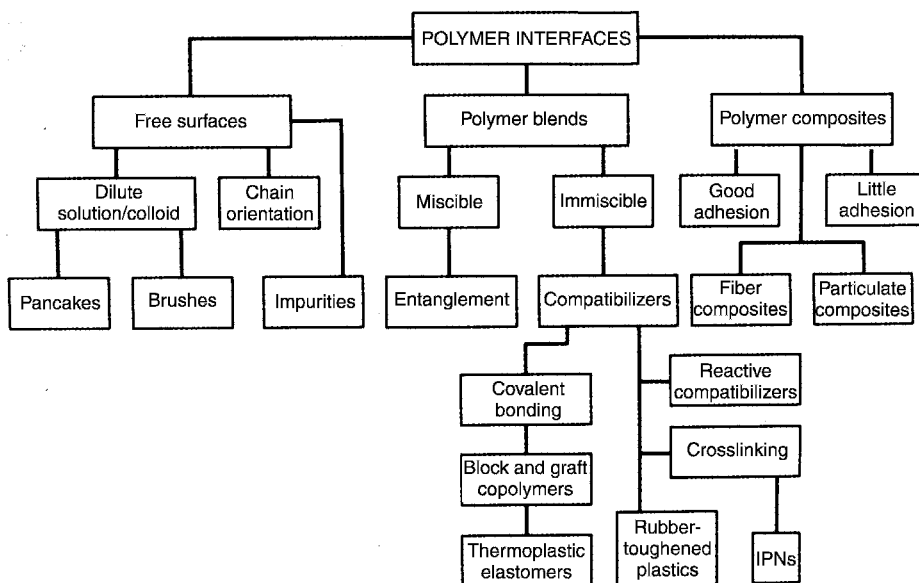 POLYMER INTERFACES
Free surfaces
Polymer blends
Polymer composites
Dilute
solution/colloid
Chain
orientation
Miscible
Immiscible
Good
adhesion
Little
adhesion
Pancakes
Brushes
Impurities
Entanglement
Compatibilizers
Fiber
composites
Particulate
composites
Covalent
bonding
Reactive
compatibilizers
Block and graft
copolymers
Crosslinking
Thermoplastic
elastomers
Rubber-
toughened
plastics
IPNs